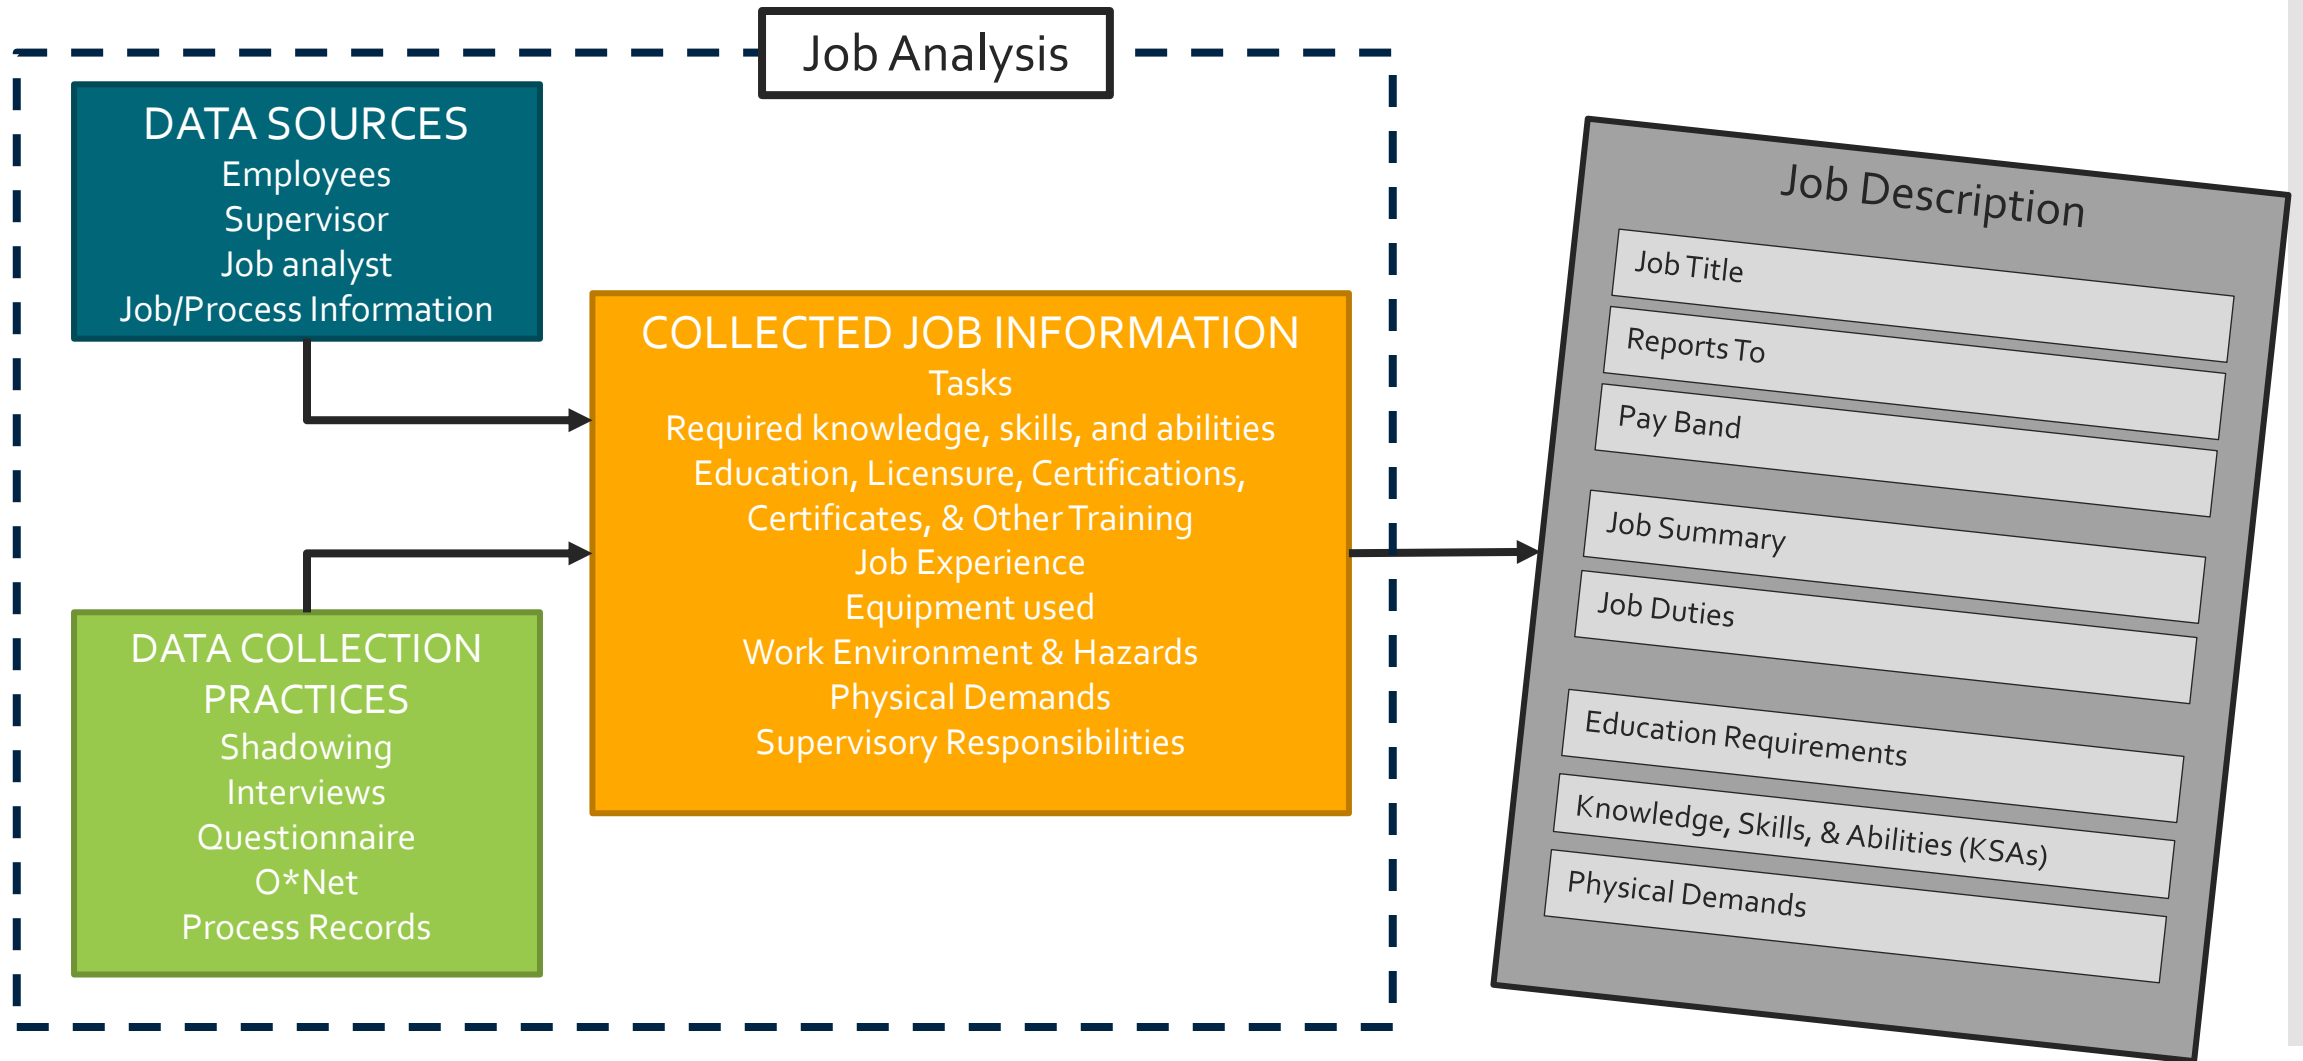 Job Analysis
DATA SOURCES
Employees
Supervisor
Job analyst
Job/Process Information
DATA COLLECTION
PRACTICES
Shadowing
Interviews
Questionnaire
O*Net
Process Records
COLLECTED JOB INFORMATION
Tasks
Required knowledge, skills, and abilities
Education, Licensure, Certifications,
Certificates, & Other Training
Job Experience
Equipment used
Work Environment & Hazards
Physical Demands
Supervisory Responsibilities
Job Description
Job Title
Reports To
Pay Band
Job Summary
Job Duties
Education Requirements
Knowledge, Skills, & Abilities (KSAs)
Physical Demands